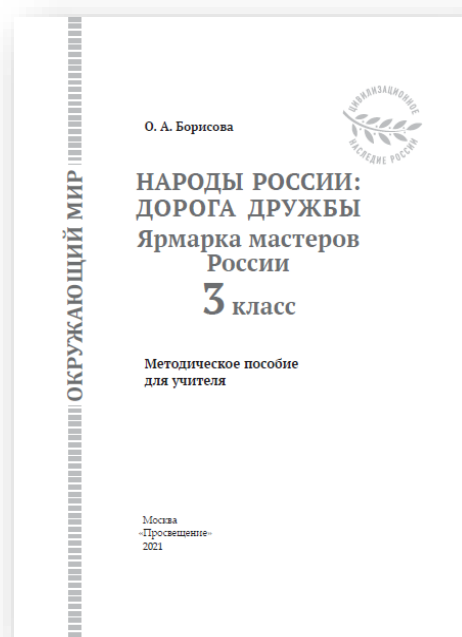 О. А. Борисова
ЦИВИЛИЗАЦИОННОЕ
НАСЛЕДИЕ РОССИИ
НАРОДЫ РОССИИ:
ДОРОГА ДРУЖБЫ
Ярмарка мастеров
России
3 класс
ОКРУЖАЮЩИЙ МИР
Методическое пособие
для учителя
Москва
«Просвещение»
2021